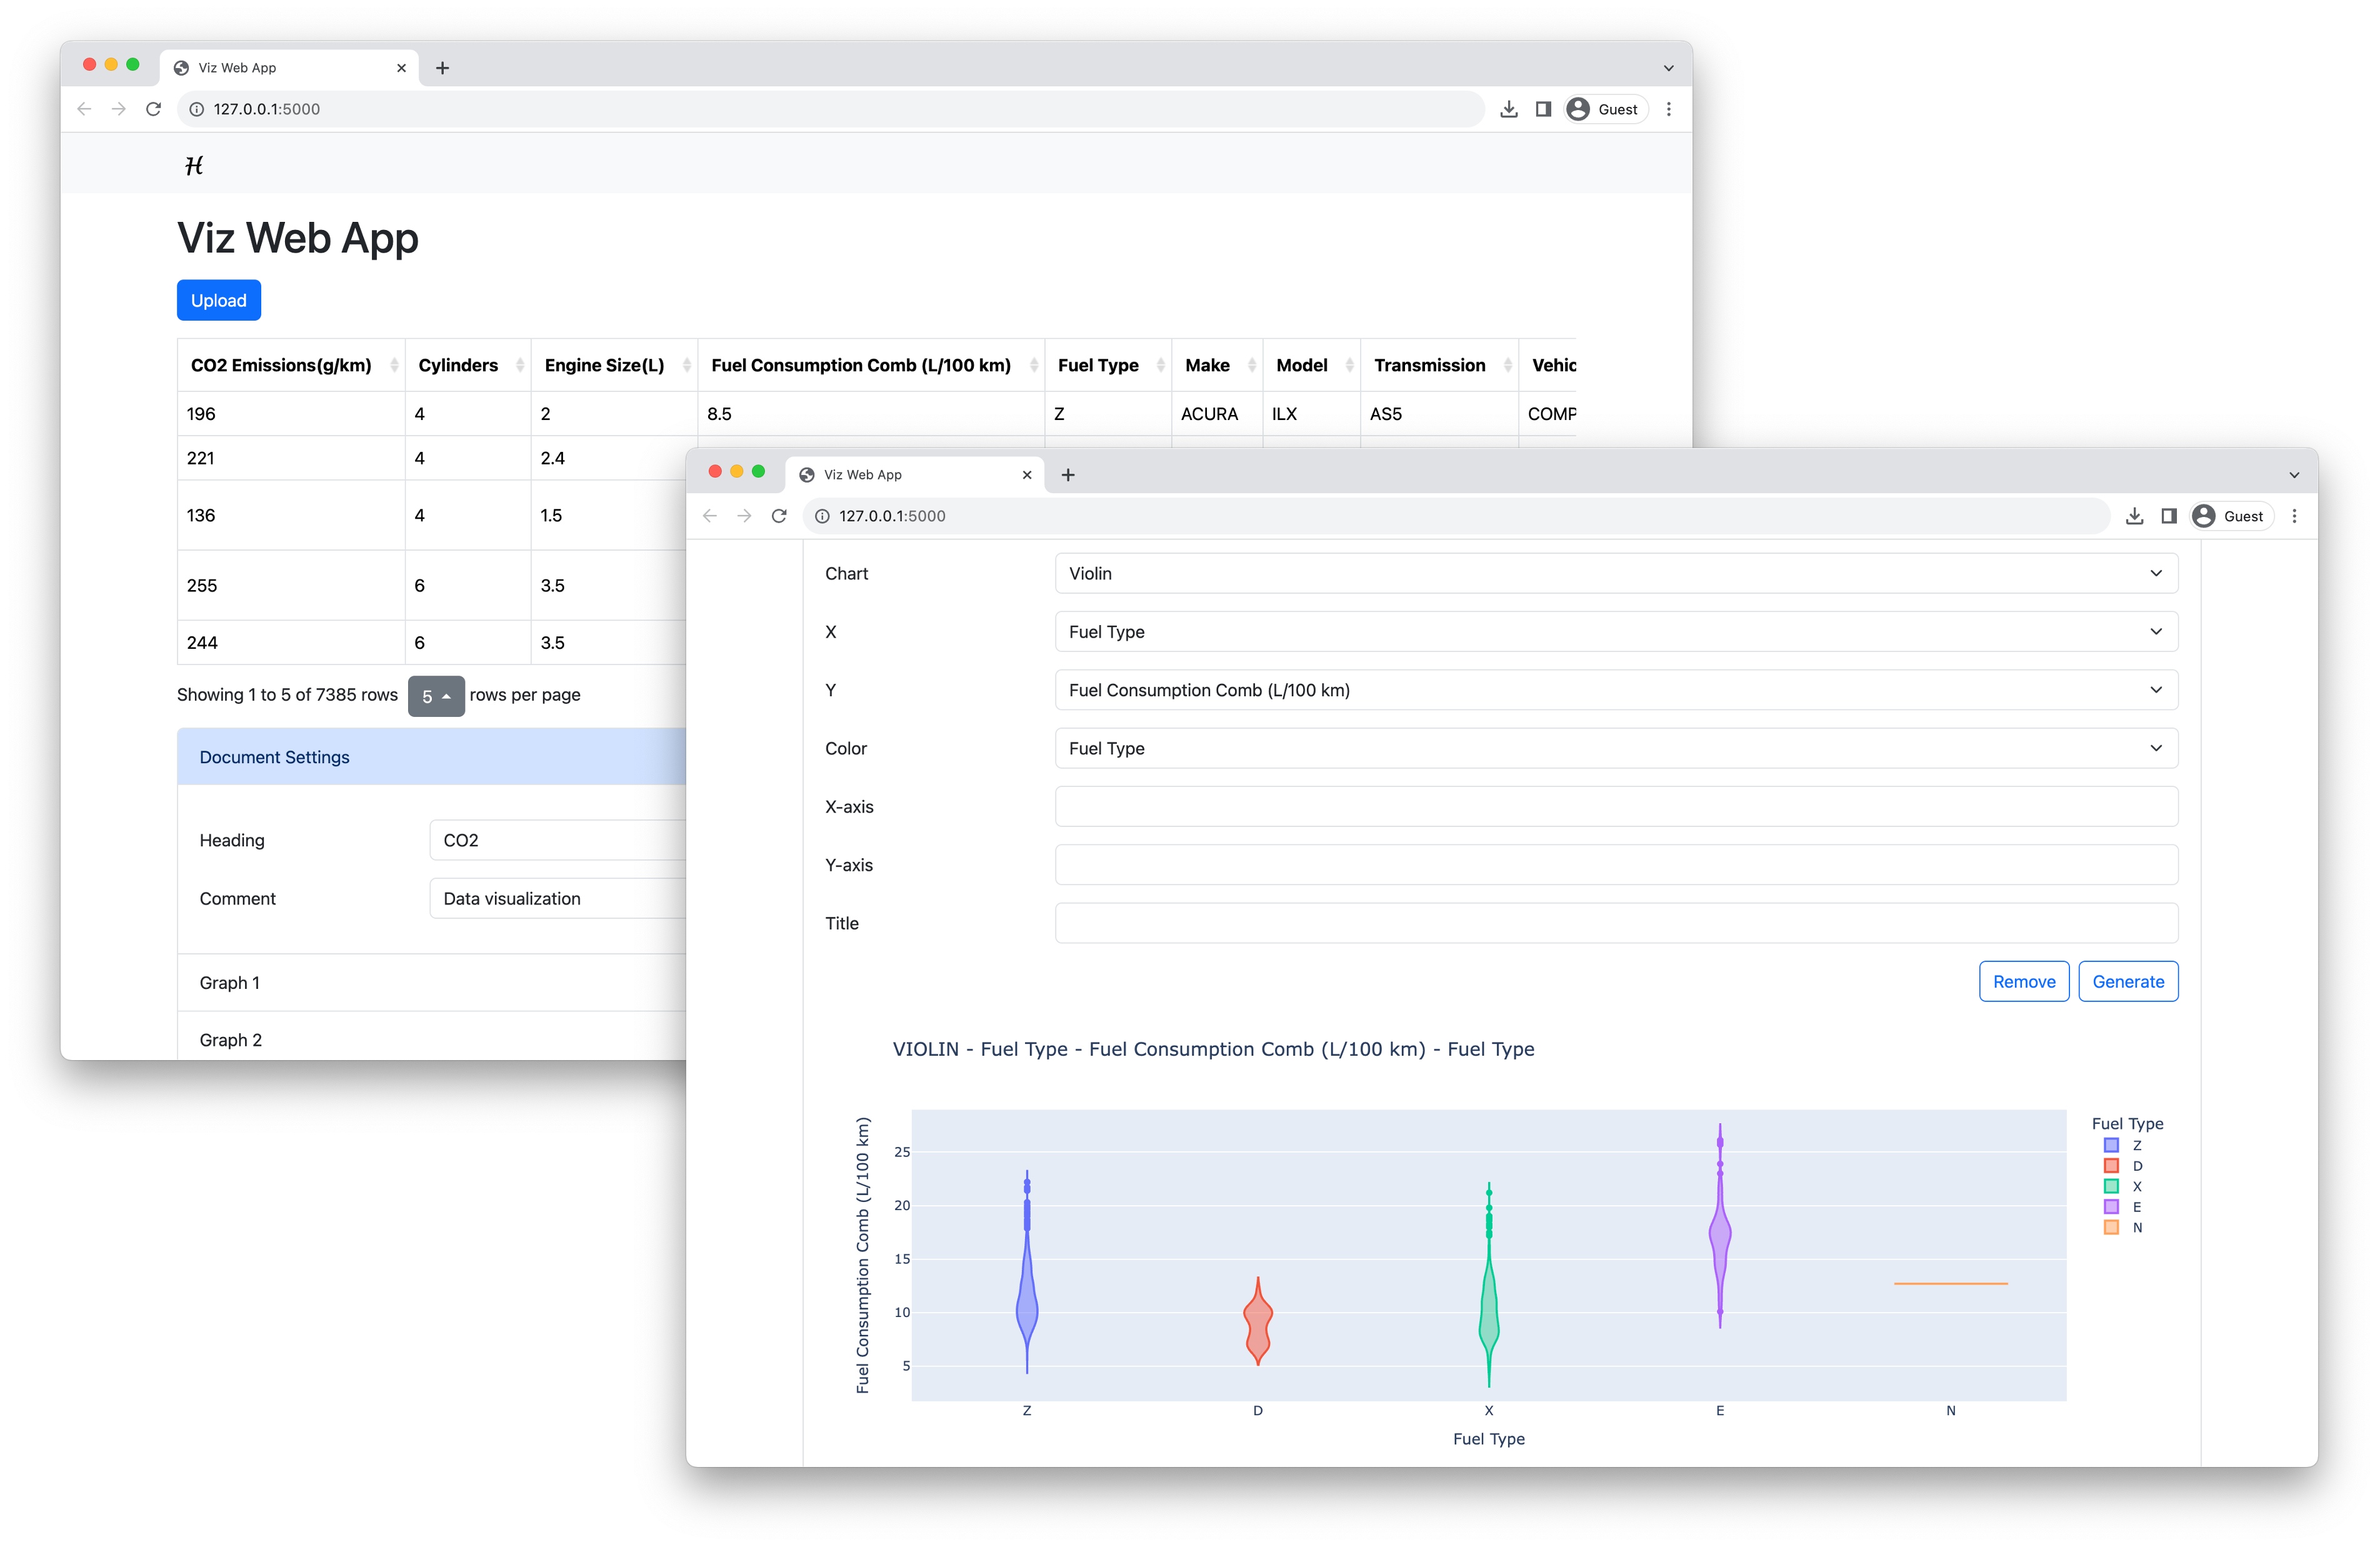 Viz Web App
127.0.0.1:5000
Guest
H
Viz Web App
Upload
CO2 Emissions(g/km) Cylinders Engine Size(L) Fuel Consumption Comb (L/100 km) Fuel Type Make Model Transmission Vehic
196 4 2 8.5 Z ACURA ILX AS5 COMP
221 4 2.4
136 4 1.5
255 6 3.5
244 6 3.5
Showing 1 to 5 of 7385 rows 5 rows per page
Document Settings
Heading CO2
Comment Data visualization
Graph 1
Graph 2
Viz Web App
127.0.0.1:5000
Guest
Chart Violin
X Fuel Type
Y Fuel Consumption Comb (L/100 km)
Color Fuel Type
X-axis
Y-axis
Title
Remove Generate
VIOLIN - Fuel Type - Fuel Consumption Comb (L/100 km) - Fuel Type
Fuel Consumption Comb (L/100 km)
25
20
15
10
5
Z D X E N
Fuel Type
Fuel Type
Z
D
X
E
N